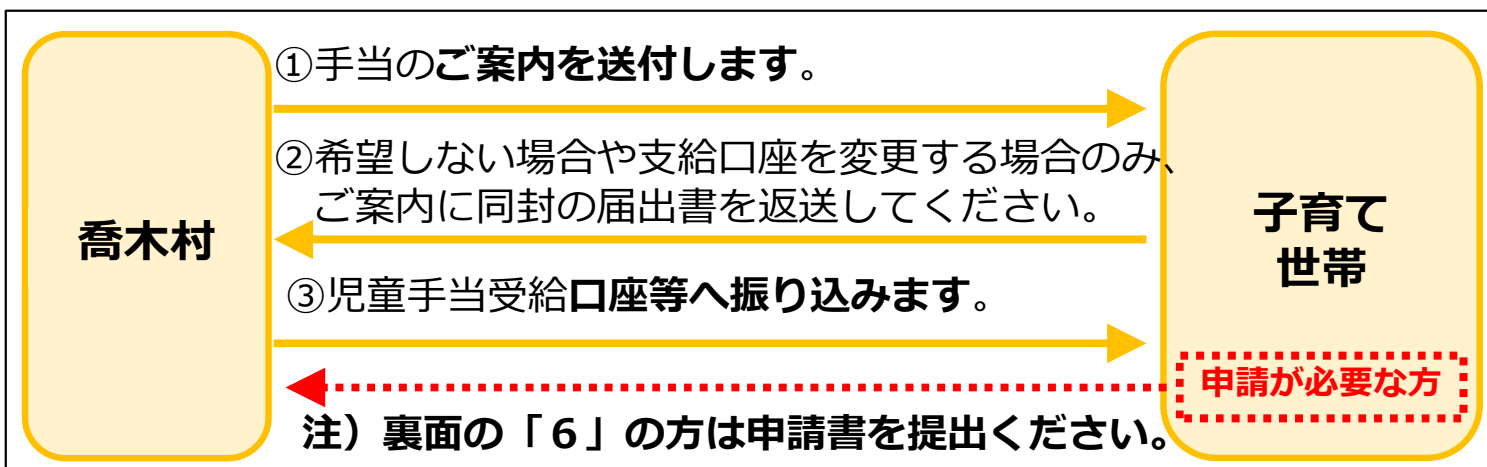 喬木村
①手当のご案内を送付します。
②希望しない場合や支給口座を変更する場合のみ、
ご案内に同封の届出書を返送してください。
③児童手当受給口座等へ振り込みます。
子育て
世帯
申請が必要な方
注）裏面の「６」の方は申請書を提出ください。